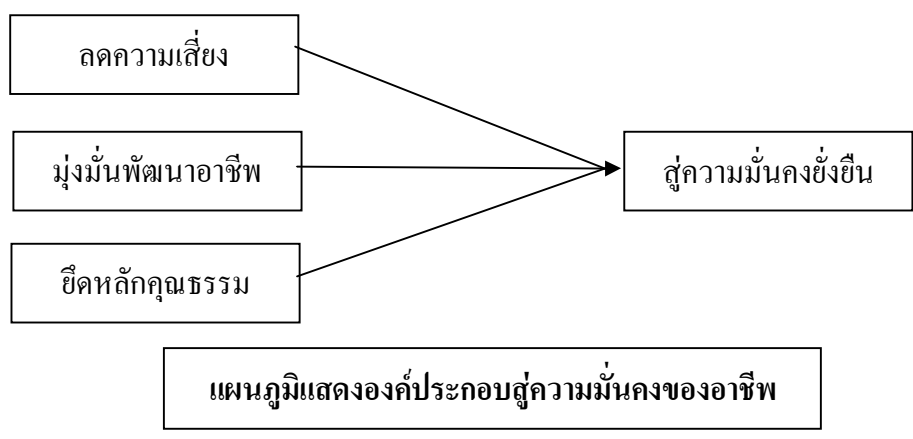 ลดความเสี่ยง
มุ่งมั่นพัฒนาอาชีพ
สู่ความมั่นคงยั่งยืน
ยึดหลักคุณธรรม
แผนภูมิแสดงองค์ประกอบสู่ความมั่นคงของอาชีพ